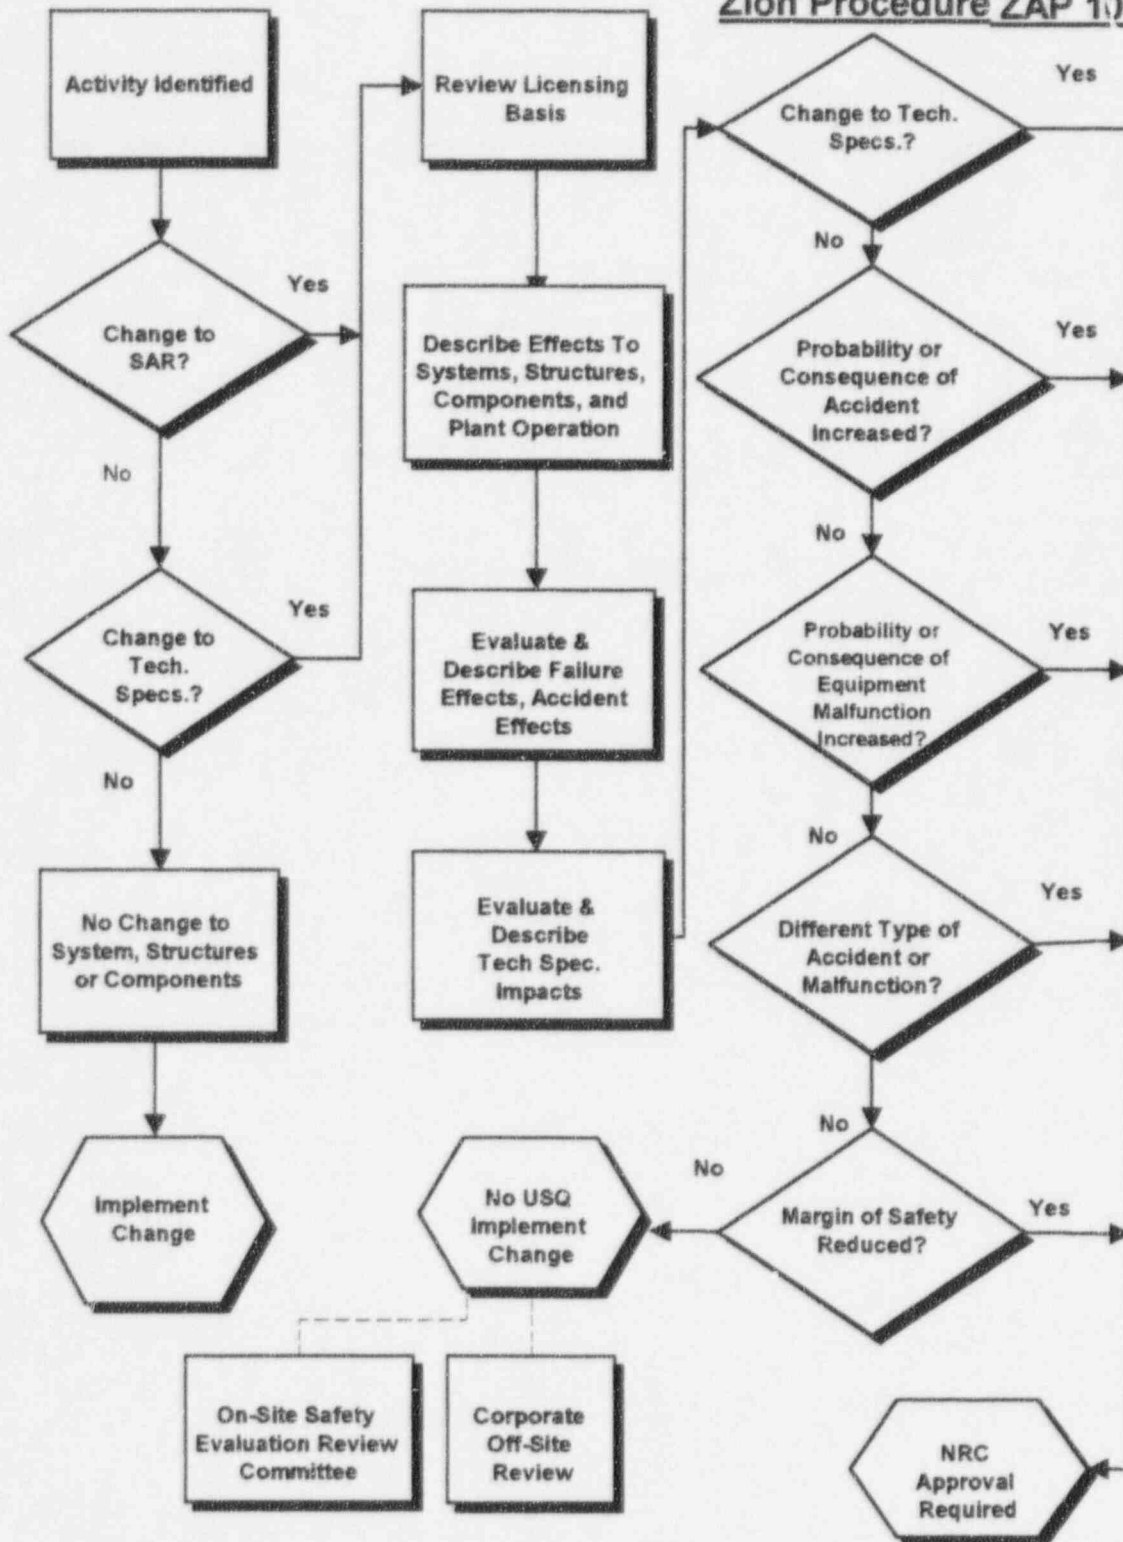 Zion Procedure ZAP 10
Activity Identified
Yes
Change to
SAR?
No
Yes
Change to
Tech.
Specs.?
No
No Change to
System, Structures
or Components
Implement
Change
Review Licensing
Basis
Describe Effects To
Systems, Structures,
Components, and
Plant Operation
Evaluate &
Describe Failure
Effects, Accident
Effects
Evaluate &
Describe
Tech Spec.
Impacts
Yes
Change to Tech.
Specs.?
No
Yes
Probability or
Consequence of
Accident
Increased?
No
Yes
Probability or
Consequence of
Equipment
Malfunction
Increased?
No
Yes
Different Type of
Accident or
Malfunction?
No
Yes
Margin of Safety
Reduced?
No
No USQ
Implement
Change
On-Site Safety
Evaluation Review
Committee
Corporate
Off-Site
Review
NRC
Approval
Required